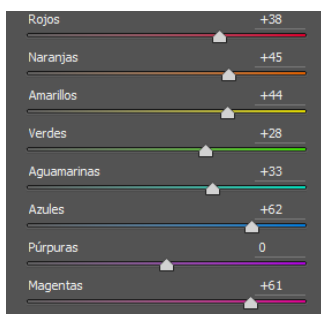 Rojos +38
Naranjas +45
Amarillos +44
Verdes +28
Aguamarinas +33
Azules +62
Púrpuras 0
Magentas +61